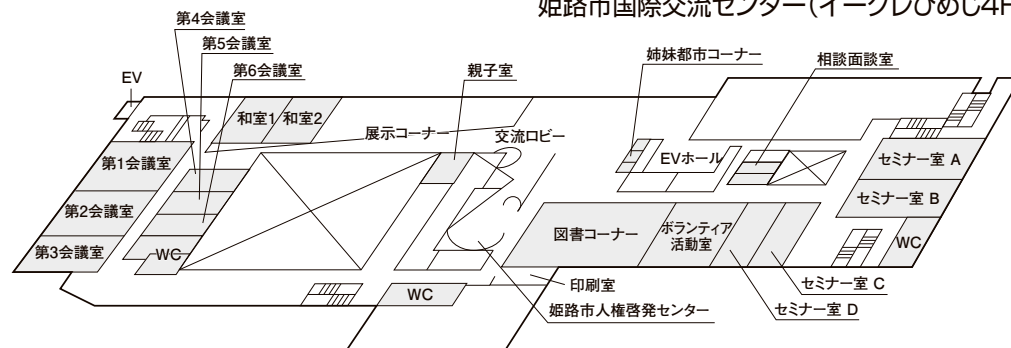 姫路市国際交流センター(イーグレひめじ4F
第4会議室
第5会議室
第6会議室
EV
和室1
和室2
展示コーナー
親子室
交流ロビー
姉妹都市コーナー
EVホール
相談面談室
セミナー室 A
セミナー室 B
WC
第1会議室
第2会議室
第3会議室
WC
WC
図書コーナー
ボランティア
活動室
印刷室
姫路市人権啓発センター
セミナー室 C
セミナー室 D